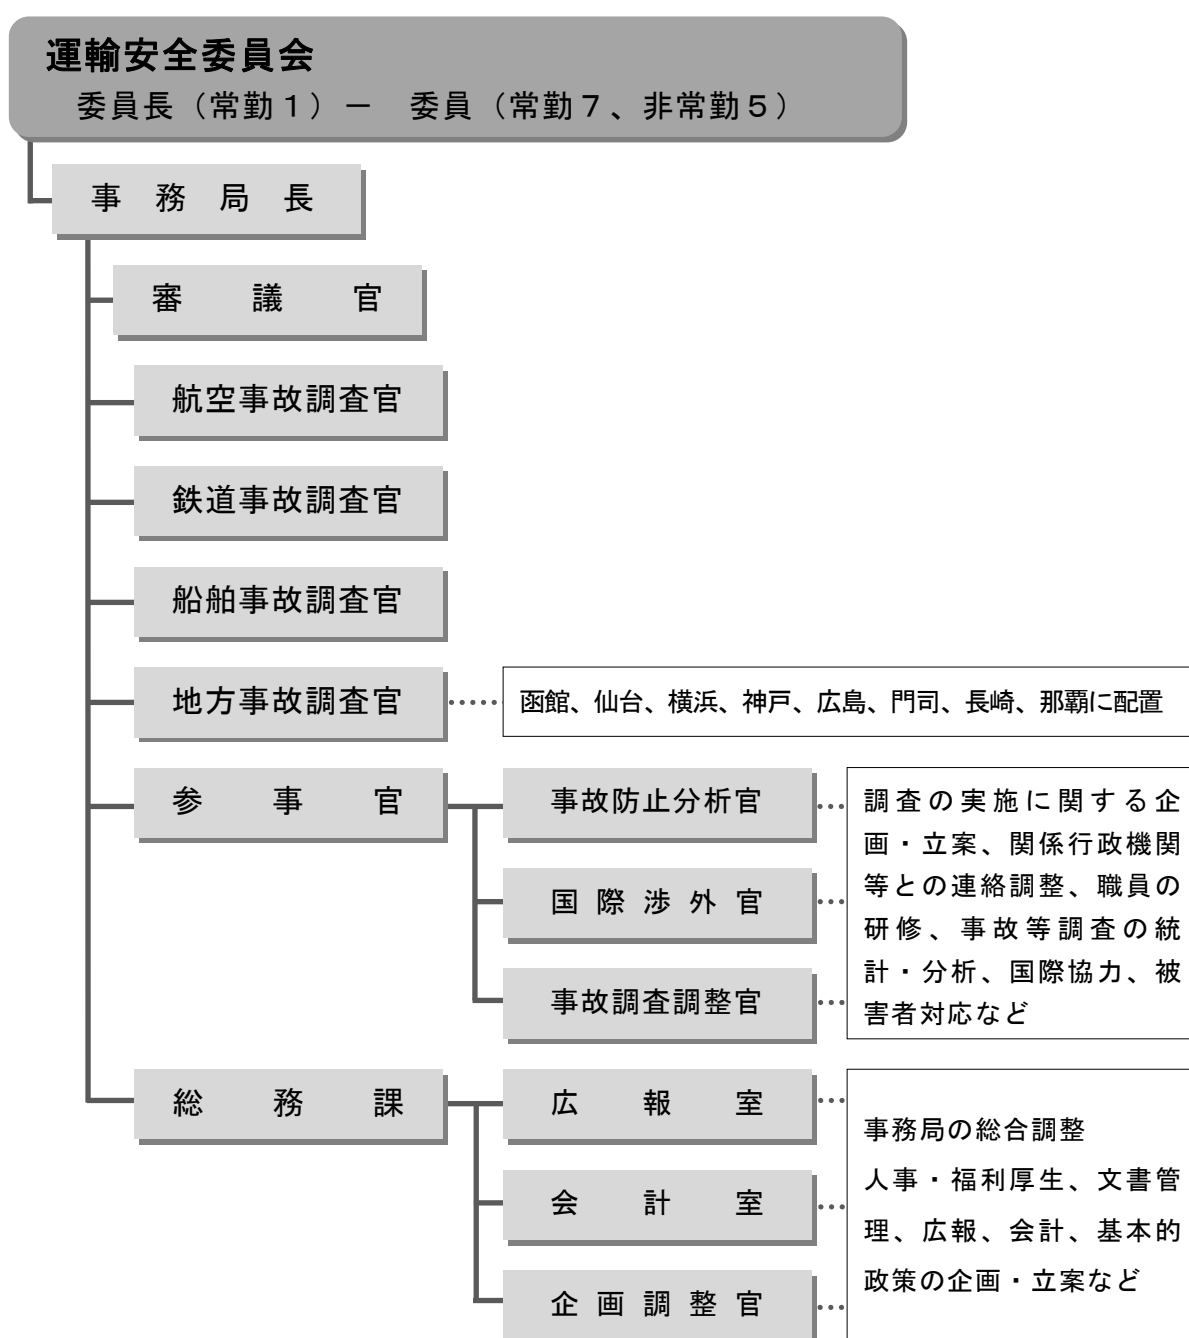 運輸安全委員会
委員長（常勤１）－　委員（常勤７、非常勤５）
事務局長
審議官
航空事故調査官
鉄道事故調査官
船舶事故調査官
地方事故調査官
函館、仙台、横浜、神戸、広島、門司、長崎、那覇に配置
参事官
事故防止分析官
国際渉外官
事故調査調整官
調査の実施に関する企
画・立案、関係行政機関
等との連絡調整、職員の
研修、事故等調査の統
計・分析、国際協力、被
害者対応など
総務課
広報室
会計室
企画調整官
事務局の総合調整
人事・福利厚生、文書管
理、広報、会計、基本的
政策の企画・立案など